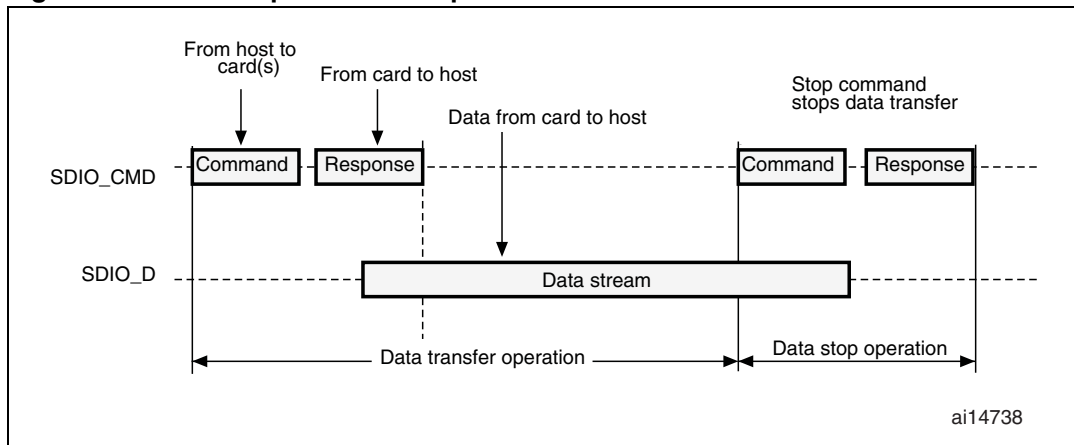 From host to
card(s)
From card to host
Data from card to host
Stop command
stops data transfer
SDIO_CMD
Command
Response
Command
Response
SDIO_D
Data stream
Data transfer operation
Data stop operation
ai14738